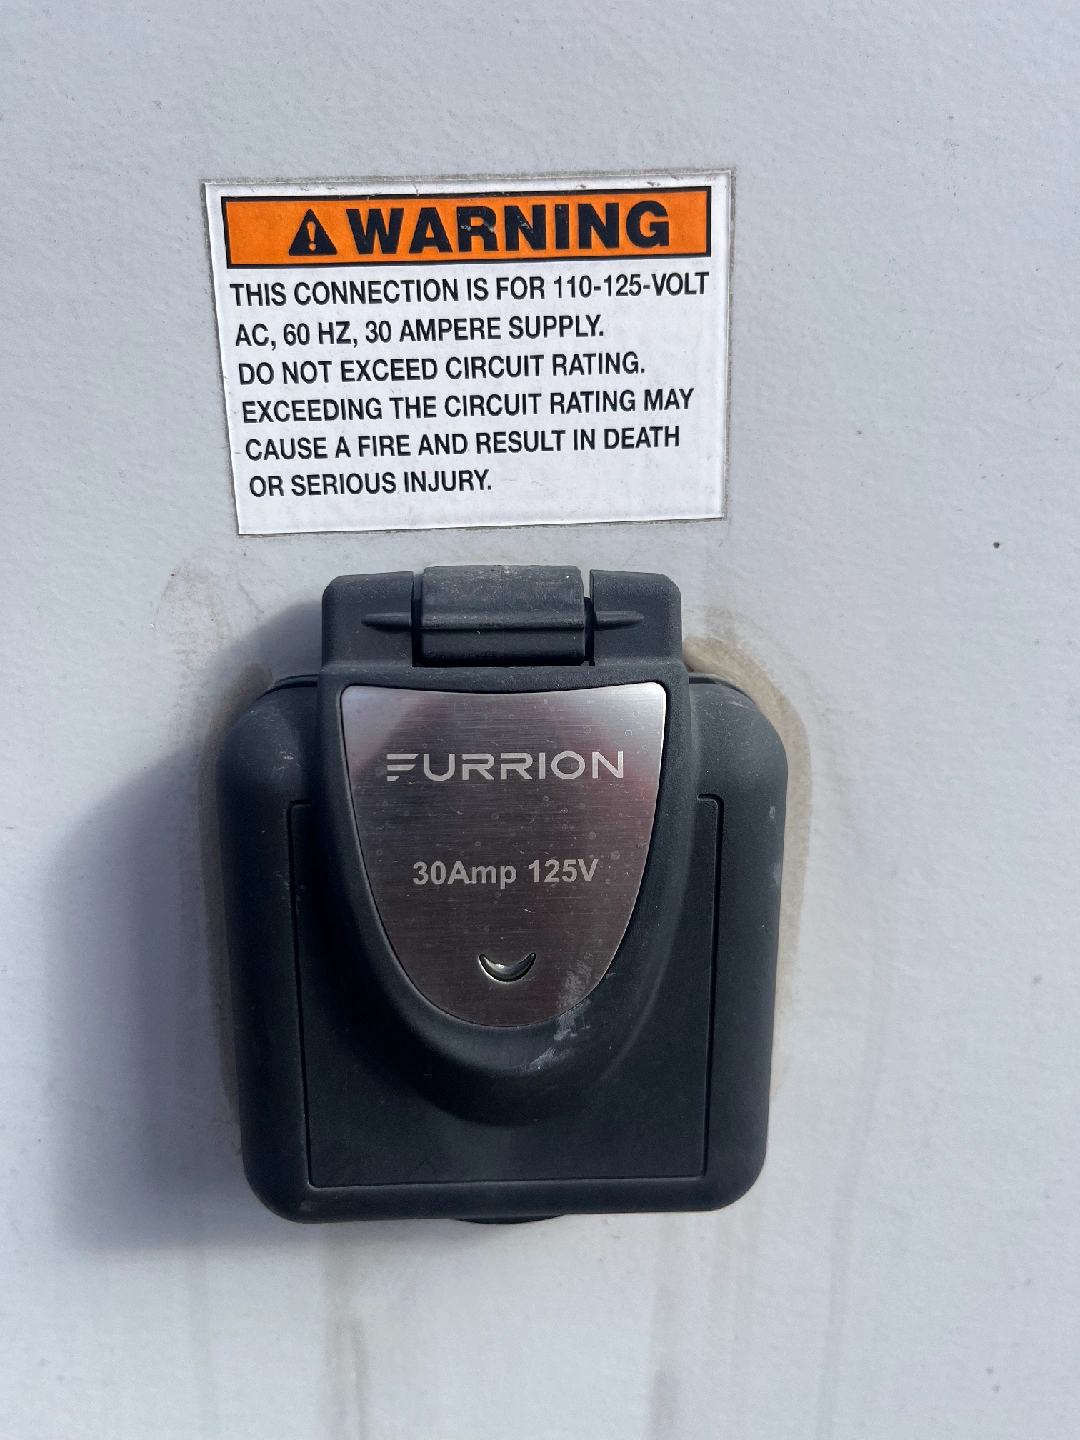 WARNING
THIS CONNECTION IS FOR 110-125-VOLT
AC, 60 HZ, 30 AMPERE SUPPLY.
DO NOT EXCEED CIRCUIT RATING.
EXCEEDING THE CIRCUIT RATING MAY
CAUSE A FIRE AND RESULT IN DEATH
OR SERIOUS INJURY.
FURRION
30Amp 125V